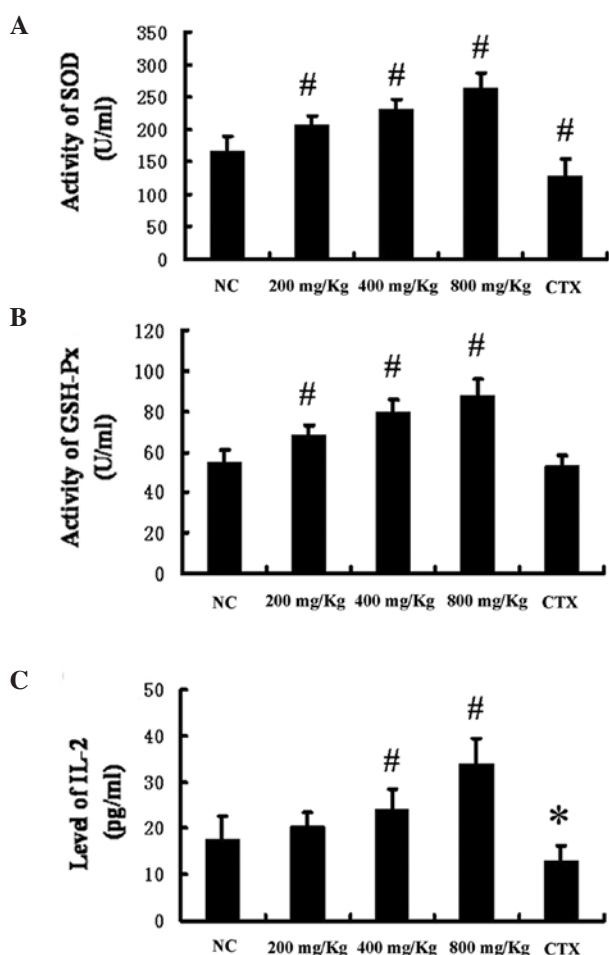 A
Activity of SOD
(U/ml)
350
300
250
200
150
100
50
0
#
#
#
#
NC
200 mg/Kg
400 mg/Kg
800 mg/Kg
CTX
B
Activity of GSH-Px
(U/ml)
120
100
80
60
40
20
0
#
#
#
NC
200 mg/Kg
400 mg/Kg
800 mg/Kg
CTX
C
Level of IL-2
(pg/ml)
50
40
30
20
10
0
#
#
*
NC
200 mg/Kg
400 mg/Kg
800 mg/Kg
CTX